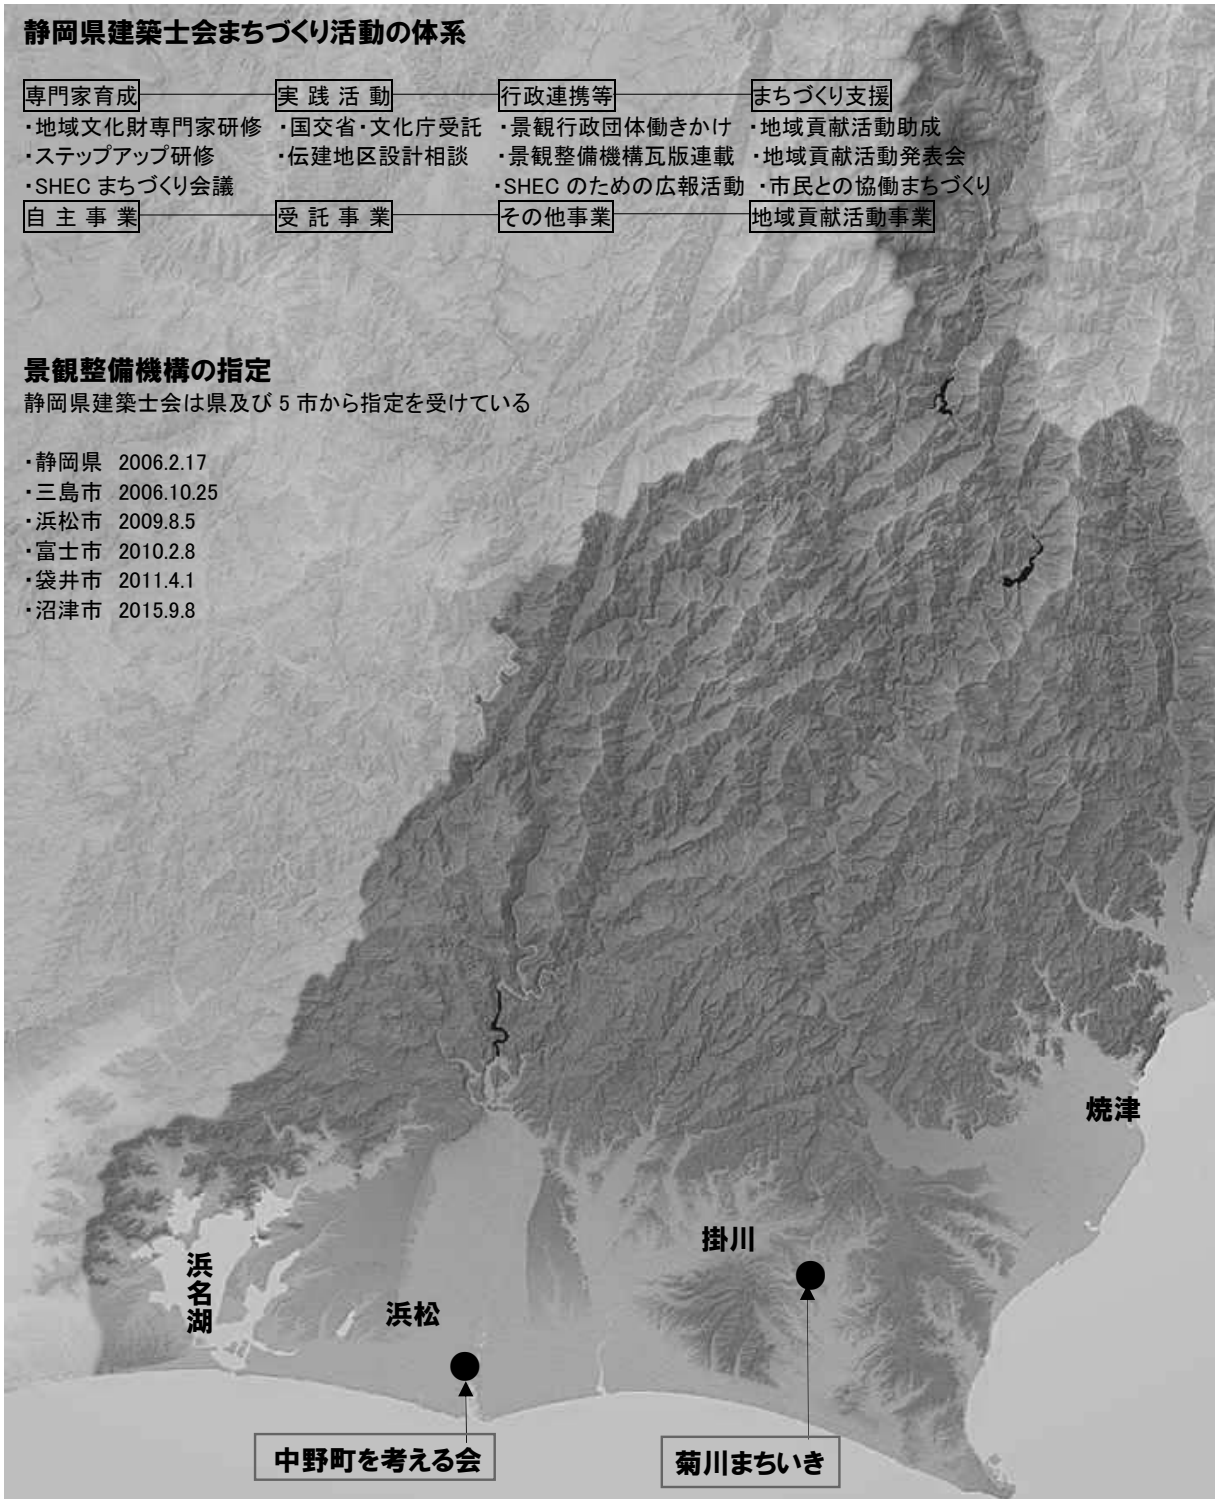 静岡県建築士会まちづくり活動の体系
専門家育成 実践活動 行政連携等 まちづくり支援
・地域文化財専門家研修 ・国交省・文化庁受託 ・景観行政団体働きかけ ・地域貢献活動助成
・ステップアップ研修 ・伝建地区設計相談 ・景観整備機構瓦版連載 ・地域貢献活動発表会
・SHEC まちづくり会議 ・SHEC のための広報活動 ・市民との協働まちづくり
自主事業 受託事業 その他事業 地域貢献活動事業
景観整備機構の指定
静岡県建築士会は県及び 5 市から指定を受けている
・静岡県 2006.2.17
・三島市 2006.10.25
・浜松市 2009.8.5
・富士市 2010.2.8
・袋井市 2011.4.1
・沼津市 2015.9.8
焼津
掛川
浜名湖
浜松
中野町を考える会
菊川まちいき